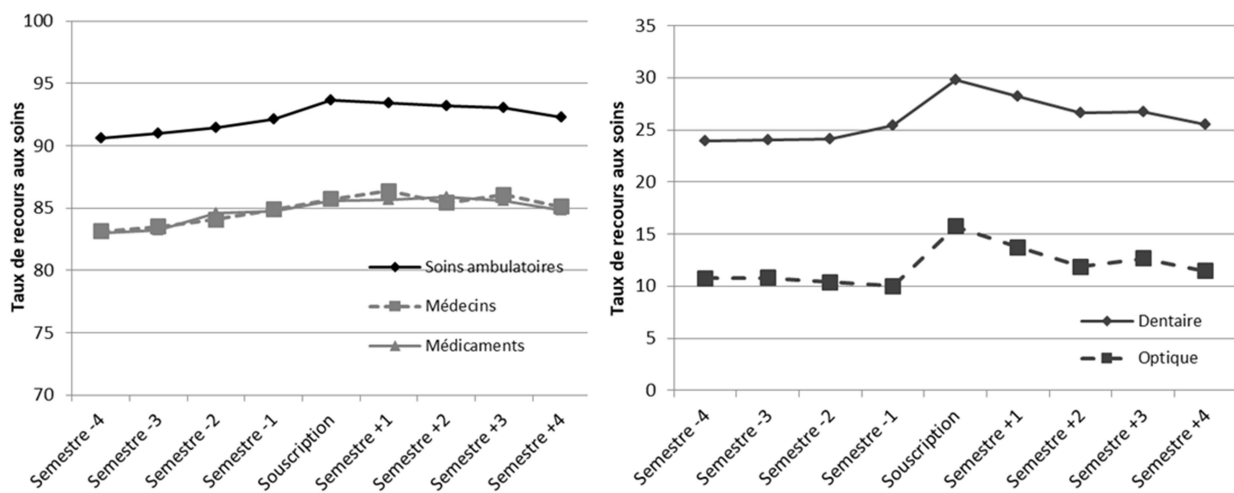 Taux de recours aux soins
100
95
90
85
80
75
70
Soins ambulatoires
Médecins
Médicaments
Semestre -4
Semestre -3
Semestre -2
Semestre -1
Souscription
Semestre +1
Semestre +2
Semestre +3
Semestre +4
Taux de recours aux soins
35
30
25
20
15
10
5
0
Dentaire
Optique
Semestre -4
Semestre -3
Semestre -2
Semestre -1
Souscription
Semestre +1
Semestre +2
Semestre +3
Semestre +4